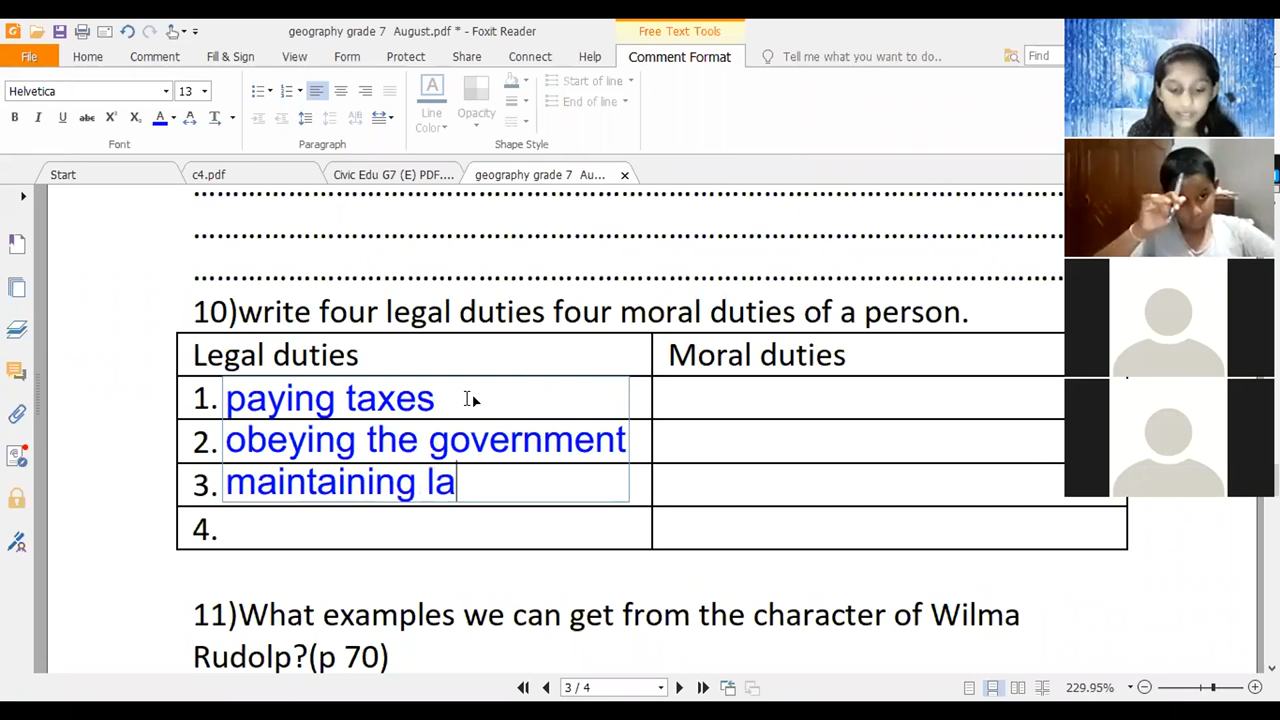 geography grade 7 August.pdf * - Foxit Reader
Free Text Tools
File Home Comment Fill & Sign View Form Protect Share Connect Help Comment Format Tell me what you want to do.. Find
Helvetica 13
Line Color Opacity Start of line End of line
B I U abc X² X₂ A A T
Font Paragraph Shape Style
Start c4.pdf Civic Edu G7 (E) PDF.... geography grade 7 Au...
10)write four legal duties four moral duties of a person.
Legal duties Moral duties
1. paying taxes
2. obeying the government
3. maintaining la
4.
11)What examples we can get from the character of Wilma
Rudolp?(p 70)
3 / 4 229.95%